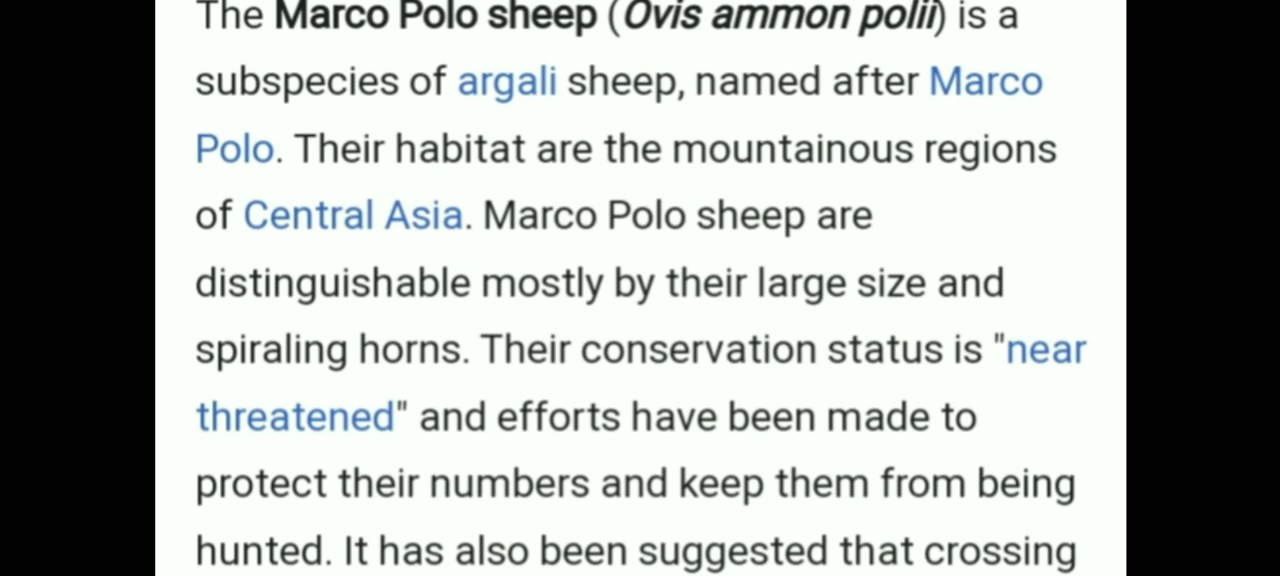 The Marco Polo sheep (Ovis ammon polii) is a
subspecies of argali sheep, named after Marco
Polo. Their habitat are the mountainous regions
of Central Asia. Marco Polo sheep are
distinguishable mostly by their large size and
spiraling horns. Their conservation status is "near
threatened" and efforts have been made to
protect their numbers and keep them from being
hunted. It has also been suggested that crossing